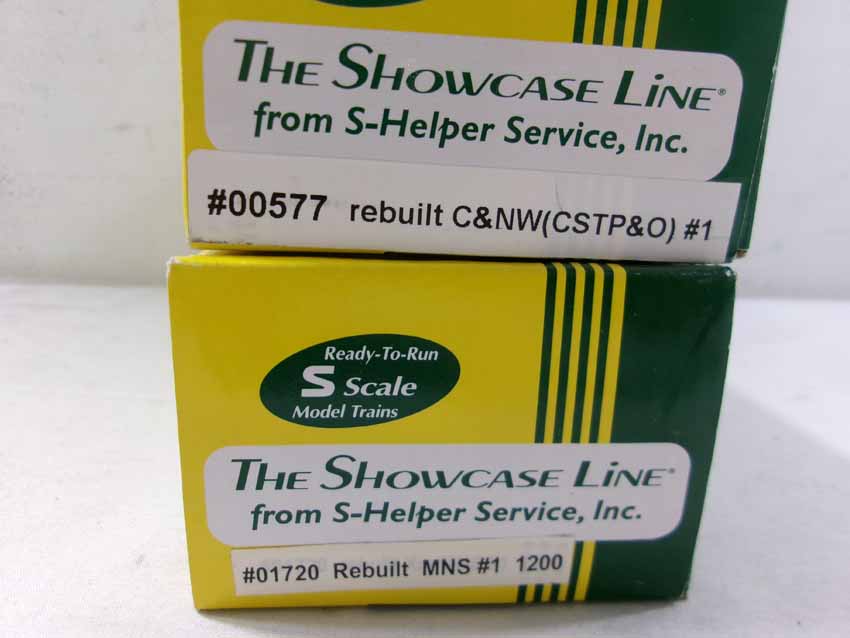 THE SHOWCASE LINE®
from S-Helper Service, Inc.
#00577 rebuilt C&NW(CSTP&O) #1
Ready-To-Run
S Scale
Model Trains
THE SHOWCASE LINE®
from S-Helper Service, Inc.
#01720 Rebuilt MNS #1 1200